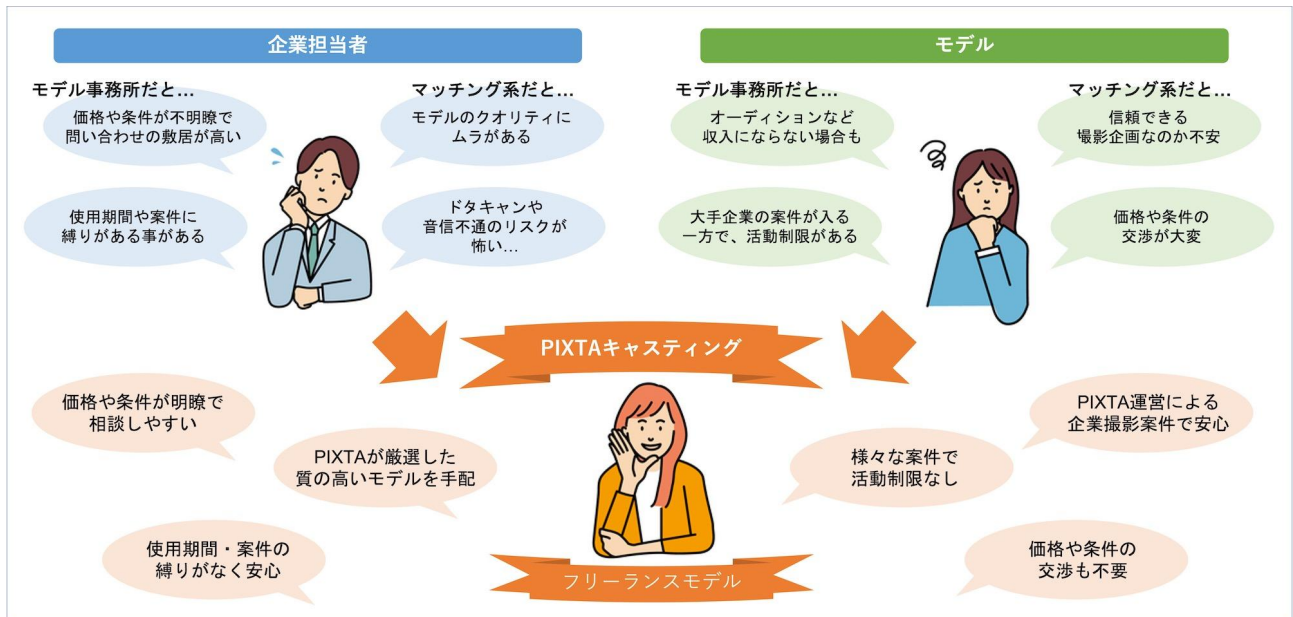 企業担当者
モデル事務所だと…
価格や条件が不明瞭で
問い合わせの敷居が高い
使用期間や案件に
縛りがある事がある
マッチング系だと…
モデルのクオリティに
ムラがある
ドタキャンや
音信不通のリスクが
怖い…
モデル
モデル事務所だと…
オーディションなど
収入にならない場合も
大手企業の案件が入る
一方で、活動制限がある
マッチング系だと…
信頼できる
撮影企画なのか不安
価格や条件の
交渉が大変
PIXTAキャスティング
価格や条件が明瞭で
相談しやすい
PIXTAが厳選した
質の高いモデルを手配
使用期間・案件の
縛りがなく安心
PIXTA運営による
企業撮影案件で安心
様々な案件で
活動制限なし
価格や条件の
交渉も不要
フリーランスモデル